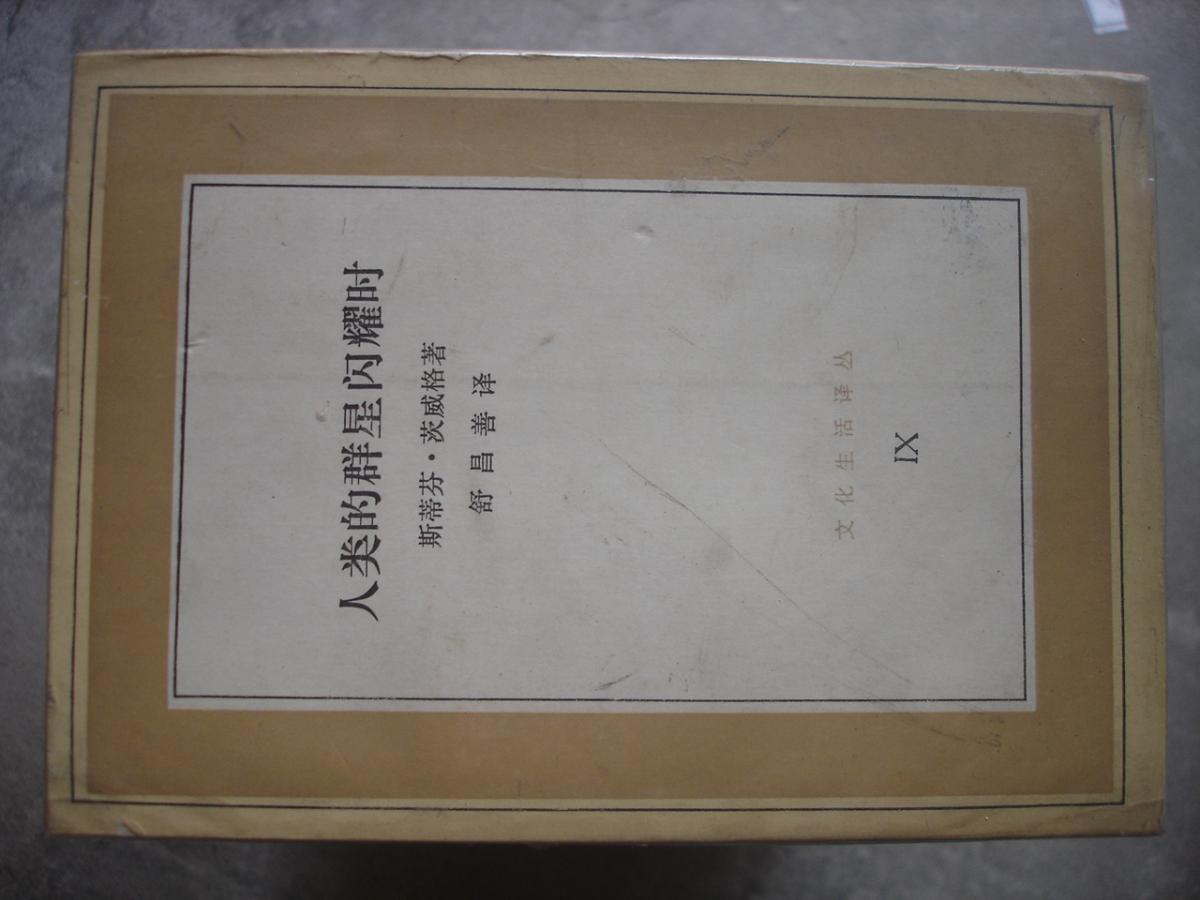 人类的群星闪耀时
斯蒂芬·茨威格著
舒昌善译
文化生活译丛
IX